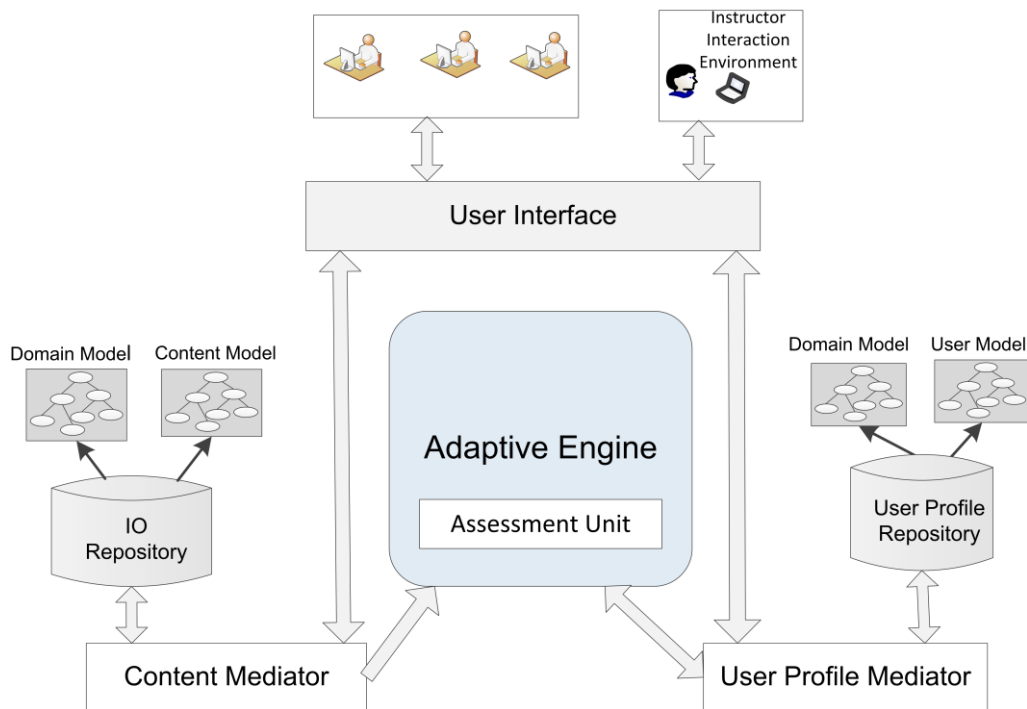 Instructor
Interaction
Environment
User Interface
Domain Model
Content Model
Domain Model
User Model
Adaptive Engine
Assessment Unit
IO
Repository
User Profile
Repository
Content Mediator
User Profile Mediator